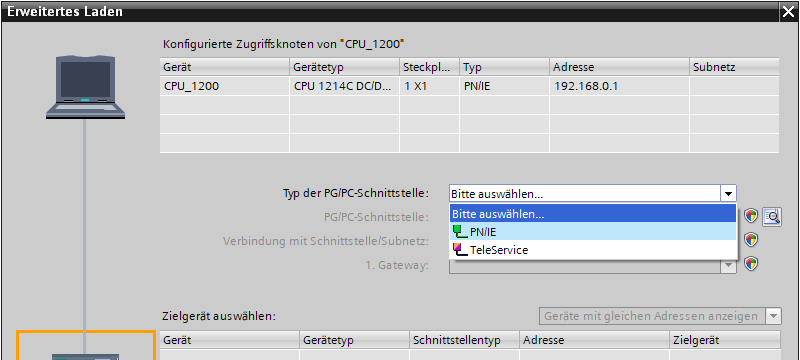 Erweitertes Laden
Konfigurierte Zugriffsknoten von "CPU_1200"
Gerät Gerätetyp Steckpl... Typ Adresse Subnetz
CPU_1200 CPU 1214C DC/D... 1 X1 PN/IE 192.168.0.1
Typ der PG/PC-Schnittstelle: Bitte auswählen...
Bitte auswählen...
PG/PC-Schnittstelle:
PN/IE
Verbindung mit Schnittstelle/Subnetz:
TeleService
1. Gateway:
Zielgerät auswählen: Geräte mit gleichen Adressen anzeigen
Gerät Gerätetyp Schnittstellentyp Adresse Zielgerät